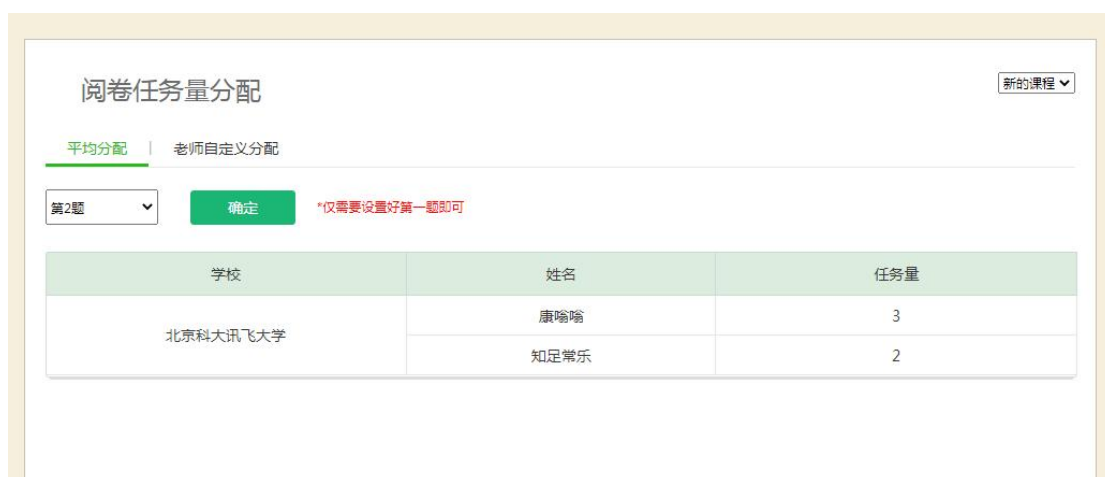 阅卷任务量分配
新的课程
平均分配 | 老师自定义分配
第2题 确定 *仅需要设置好第一题即可
学校 姓名 任务量
康嗡嗡 3
北京科大讯飞大学
知足常乐 2